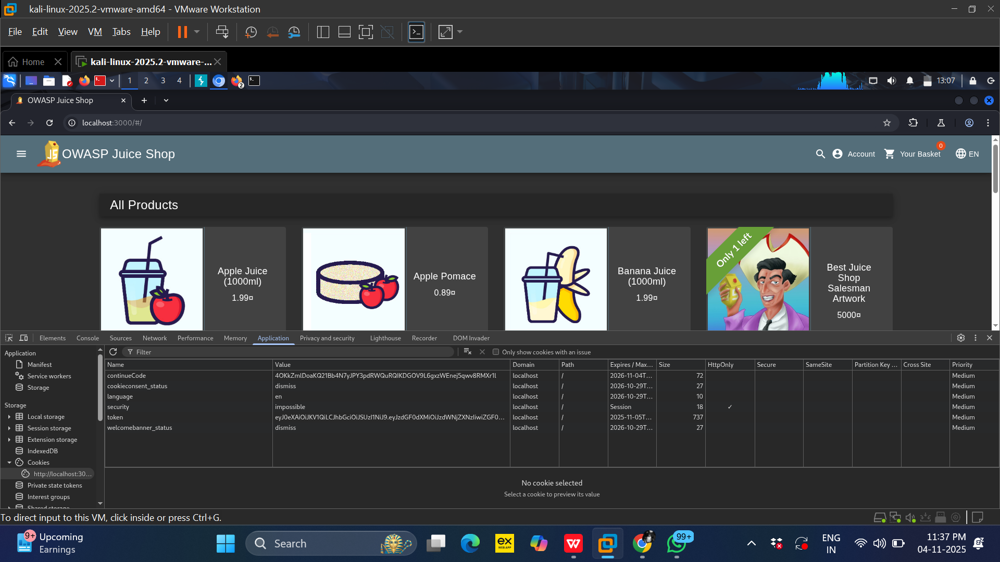 kali-linux-2025.2-vmware-amd64 - VMware Workstation
File Edit View VM Tabs Help
Home kali-linux-2025.2-vmware-...
1 2 3 4 2 13:07
OWASP Juice Shop
localhost:3000/#/
OWASP Juice Shop Account Your Basket 0 EN
All Products
Only 1 left
Apple Juice
(1000ml)
1.99¤
Apple Pomace
0.89¤
Banana Juice
(1000ml)
1.99¤
Best Juice
Shop
Salesman
Artwork
5000¤
Elements Console Sources Network Performance Memory Application Privacy and security Lighthouse Recorder DOM Invader
Application
Manifest
Service workers
Storage
Storage
Local storage
Session storage
Extension storage
IndexedDB
Cookies
http://localhost:30...
Private state tokens
Interest groups
Shared storage
Filter Only show cookies with an issue
Name Value Domain Path Expires / Max... Size HttpOnly Secure SameSite Partition Key ... Cross Site Priority
continueCode 4OKkZmlDoaKQ21Bb4N7yJPY3pdRWQuRQIKDGOV9L6gxzWEnej5qwv8RMXr1l localhost / 2026-11-04T... 72 Medium
cookieconsent_status dismiss localhost / 2026-10-29T... 27 Medium
language en localhost / 2026-10-29T... 10 Medium
security impossible localhost / Session 18 ✓ Medium
token eyJ0eXAiOiJKV1QiLCJhbGciOiJSUzI1NiJ9.eyJzdGF0dXMiOiJzdWNjZXNzIiwiZGF0... localhost / 2025-11-05T... 737 Medium
welcomebanner_status dismiss localhost / 2026-10-29T... 27 Medium
No cookie selected
Select a cookie to preview its value
To direct input to this VM, click inside or press Ctrl+G.
9+ Upcoming
Earnings
Search
ex
WEB APP
99+
ENG
IN
11:37 PM
04-11-2025